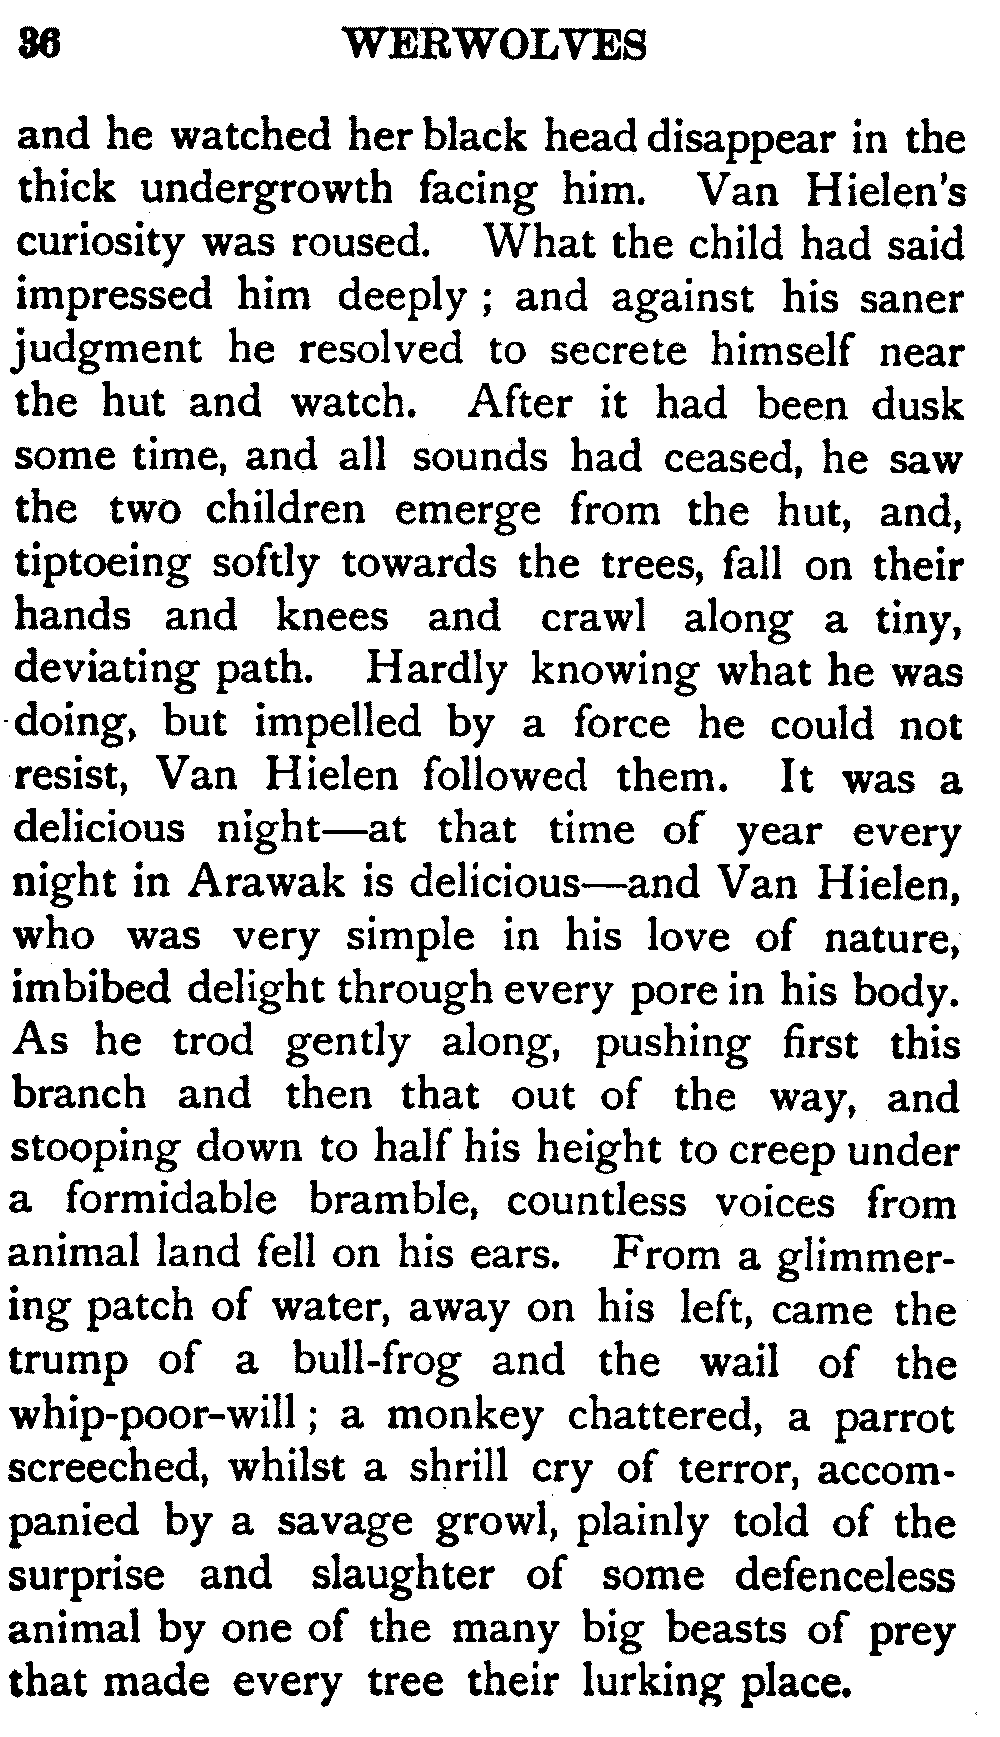 36 WERWOLVES
and he watched her black head disappear in the
thick undergrowth facing him. Van Hielen's
curiosity was roused. What the child had said
impressed him deeply ; and against his saner
judgment he resolved to secrete himself near
the hut and watch. After it had been dusk
some time, and all sounds had ceased, he saw
the two children emerge from the hut, and,
tiptoeing softly towards the trees, fall on their
hands and knees and crawl along a tiny,
deviating path. Hardly knowing what he was
doing, but impelled by a force he could not
resist, Van Hielen followed them. It was a
delicious night—at that time of year every
night in Arawak is delicious—and Van Hielen,
who was very simple in his love of nature,
imbibed delight through every pore in his body.
As he trod gently along, pushing first this
branch and then that out of the way, and
stooping down to half his height to creep under
a formidable bramble, countless voices from
animal land fell on his ears. From a glimmer-
ing patch of water, away on his left, came the
trump of a bull-frog and the wail of the
whip-poor-will ; a monkey chattered, a parrot
screeched, whilst a shrill cry of terror, accom-
panied by a savage growl, plainly told of the
surprise and slaughter of some defenceless
animal by one of the many big beasts of prey
that made every tree their lurking place.